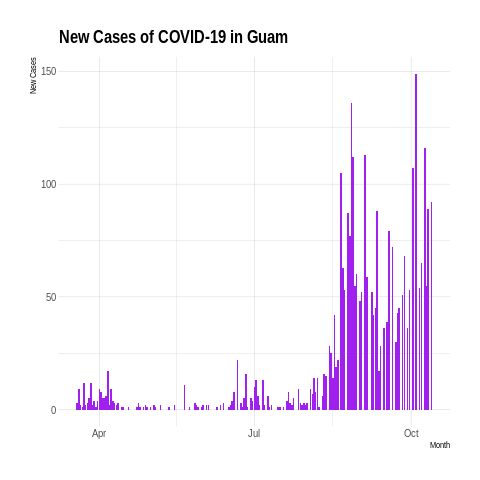 New Cases of COVID-19 in Guam
New Cases
150
100
50
0
Apr
Jul
Oct
Month